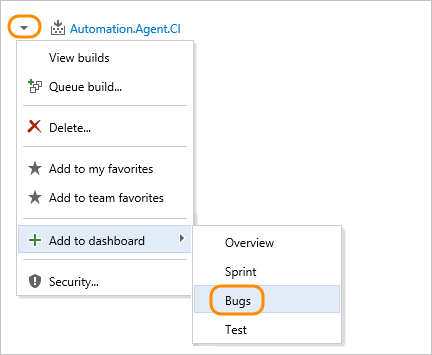 Automation.Agent.CI
View builds
Queue build...
Delete...
Add to my favorites
Add to team favorites
Add to dashboard
Security...
Overview
Sprint
Bugs
Test